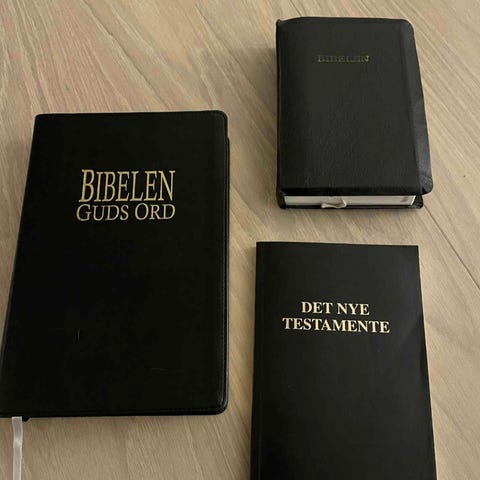 BIBELEN
GUDS ORD
BIBELEN
DET NYE
TESTAMENTE